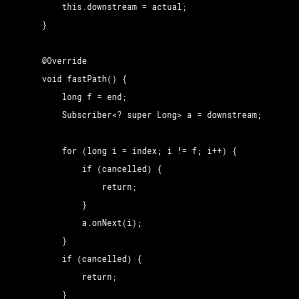 this.downstream = actual;
}
@Override
void fastPath() {
long f = end;
Subscriber<? super Long> a = downstream;
for (long i = index; i != f; i++) {
if (cancelled) {
return;
}
a.onNext(i);
}
if (cancelled) {
return;
}